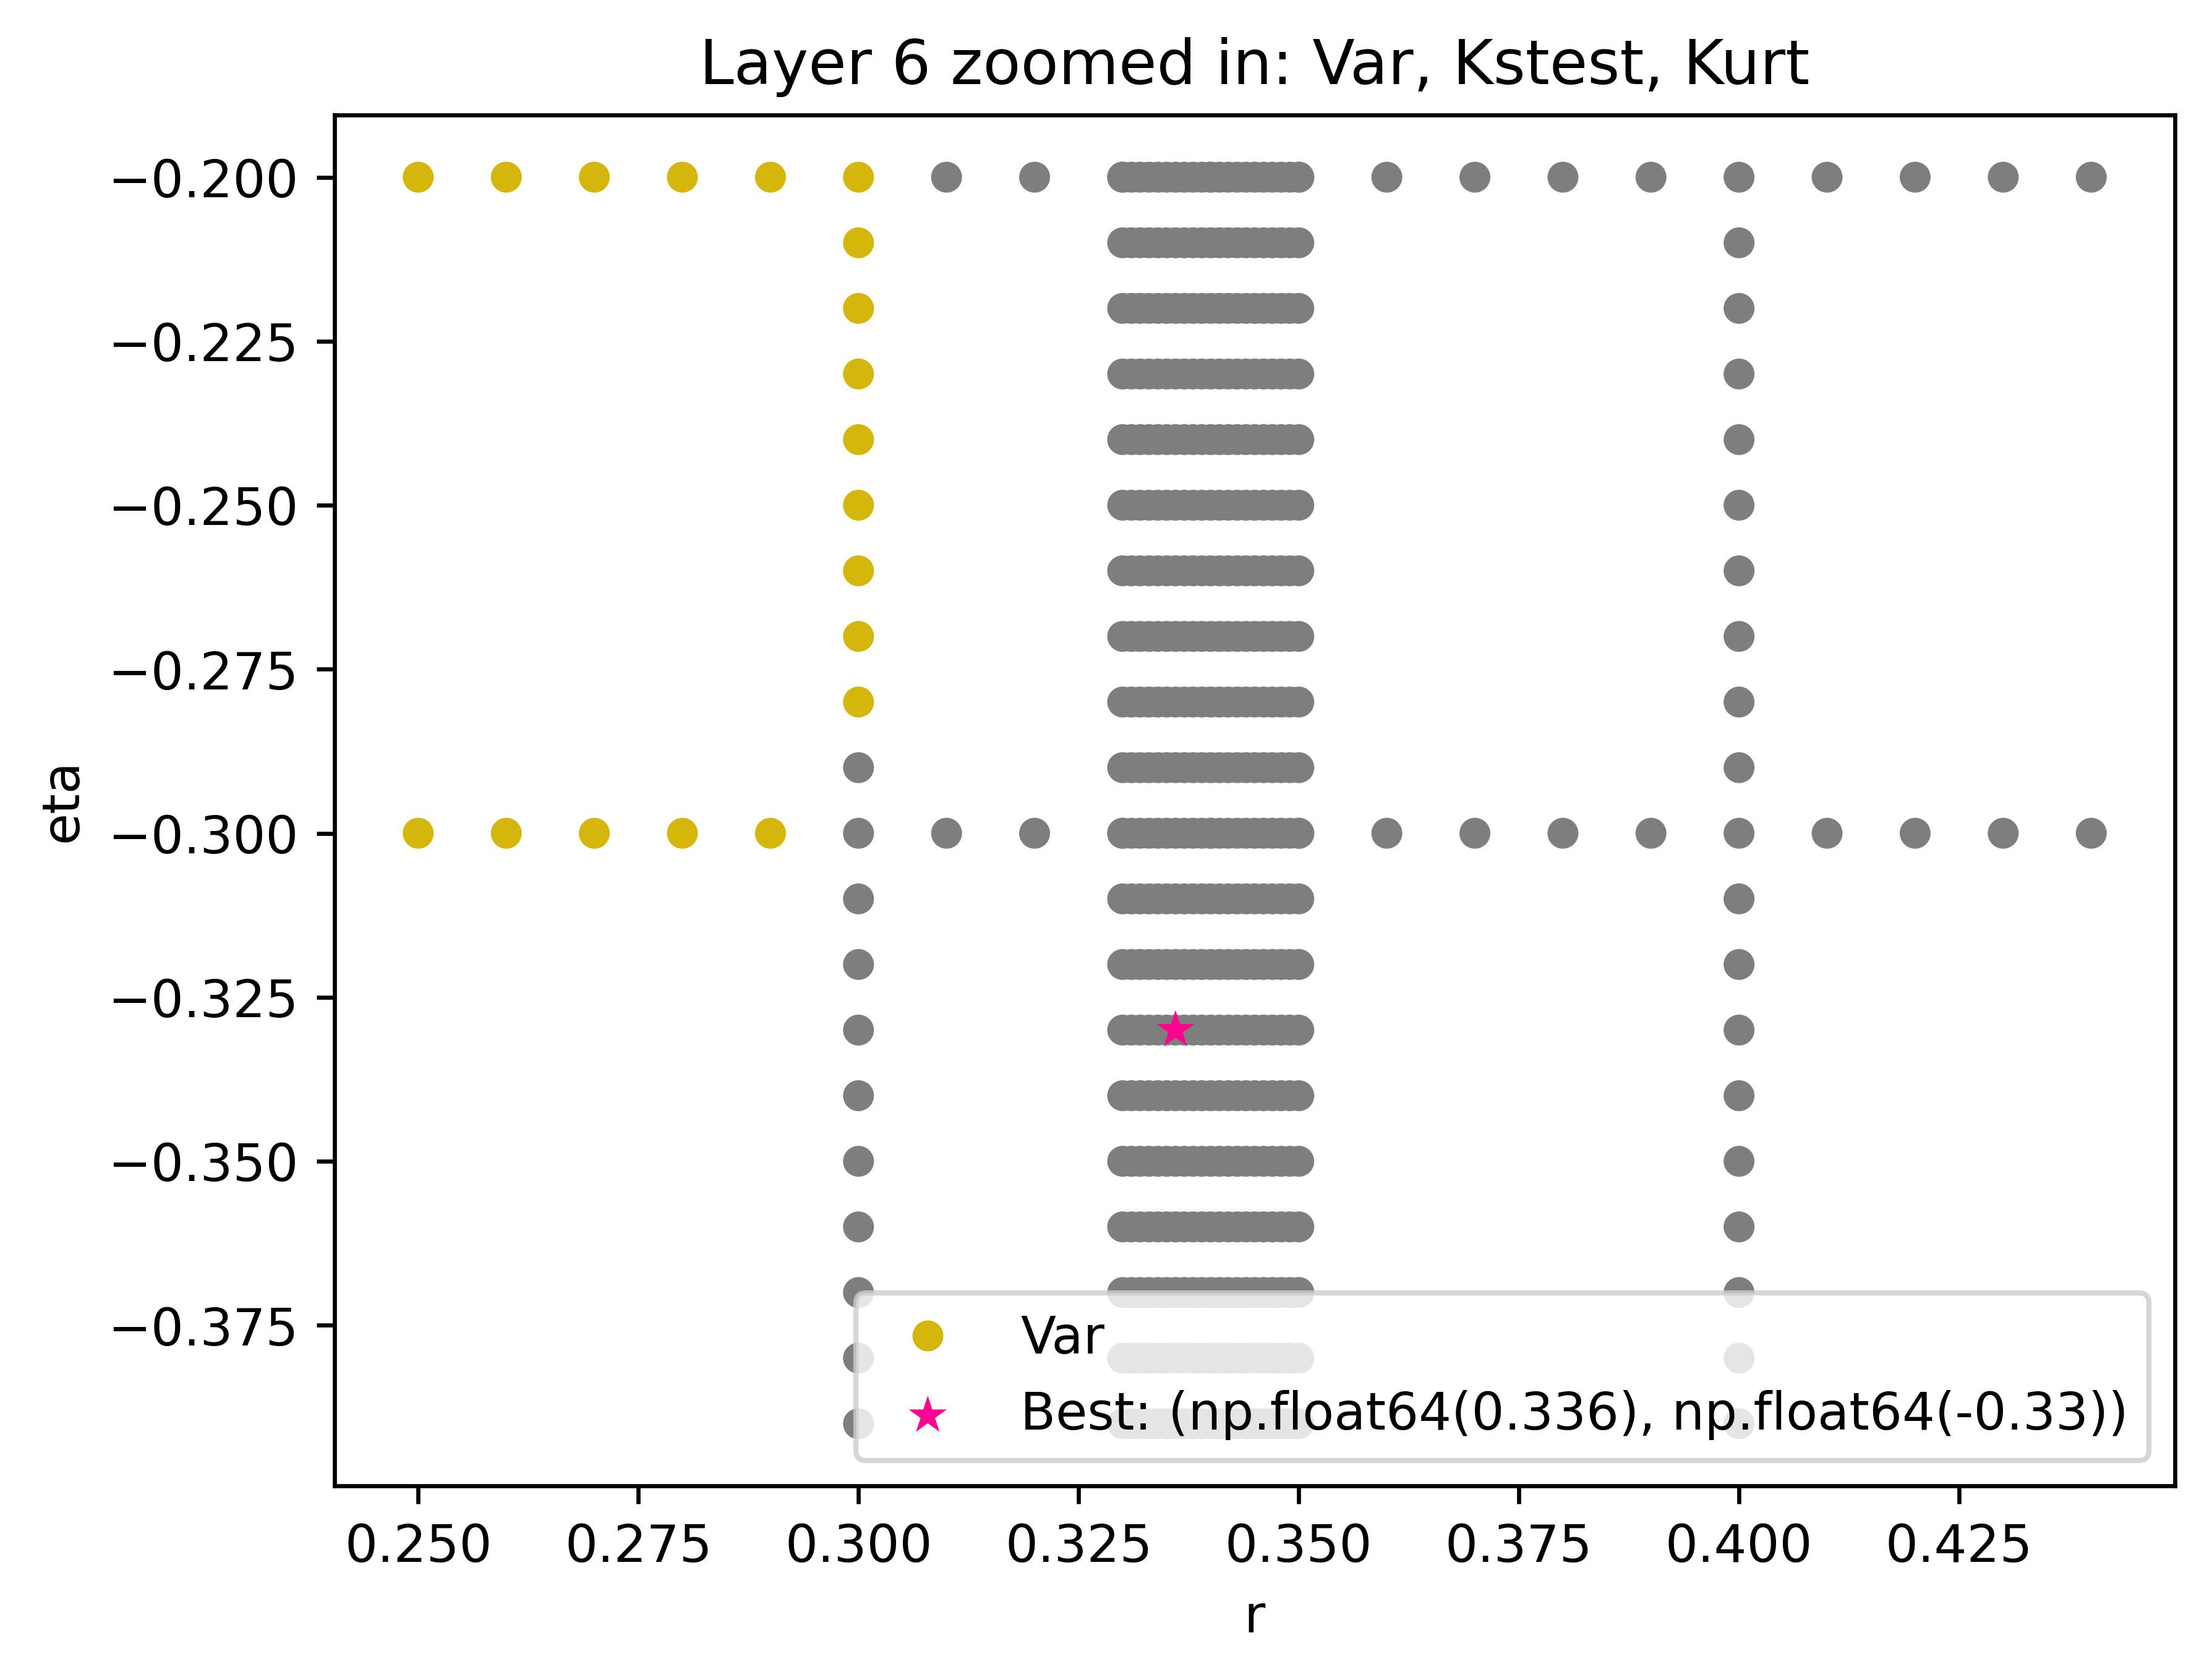 Layer 6 zoomed in: Var, Kstest, Kurt
−0.200
−0.225
−0.250
−0.275
−0.300
−0.325
−0.350
−0.375
eta
Var
Best: (np.float64(0.336), np.float64(-0.33))
0.250 0.275 0.300 0.325 0.350 0.375 0.400 0.425
r